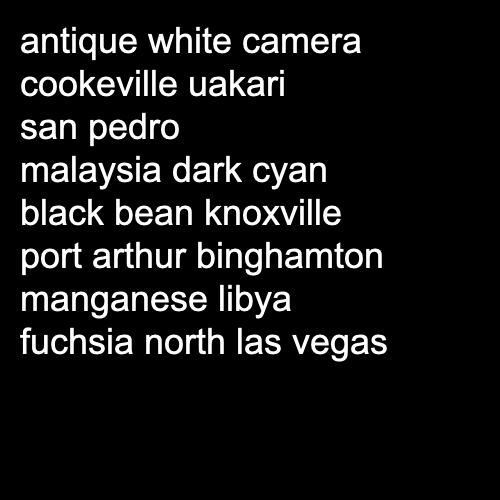 antique white camera
cookeville uakari
san pedro
malaysia dark cyan
black bean knoxville
port arthur binghamton
manganese libya
fuchsia north las vegas